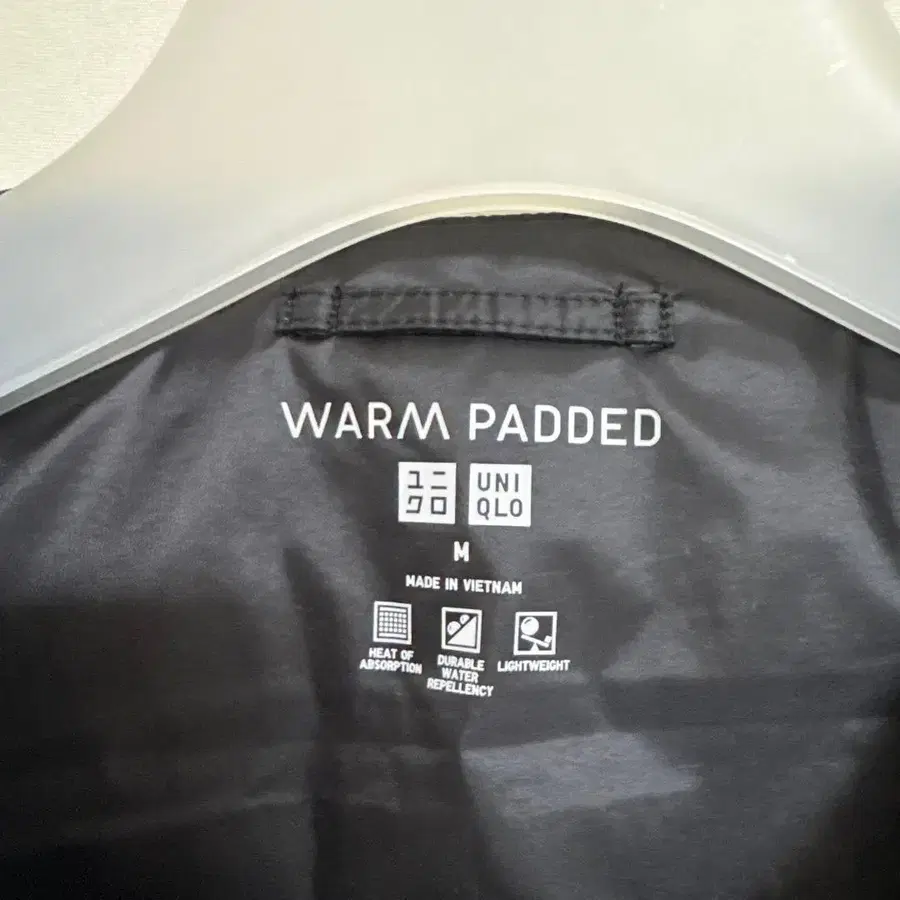 WARM PADDED
ユニ UNI
クロ QLO
M
MADE IN VIETNAM
HEAT OF
ABSORPTION
DURABLE
WATER
REPELLENCY
LIGHTWEIGHT